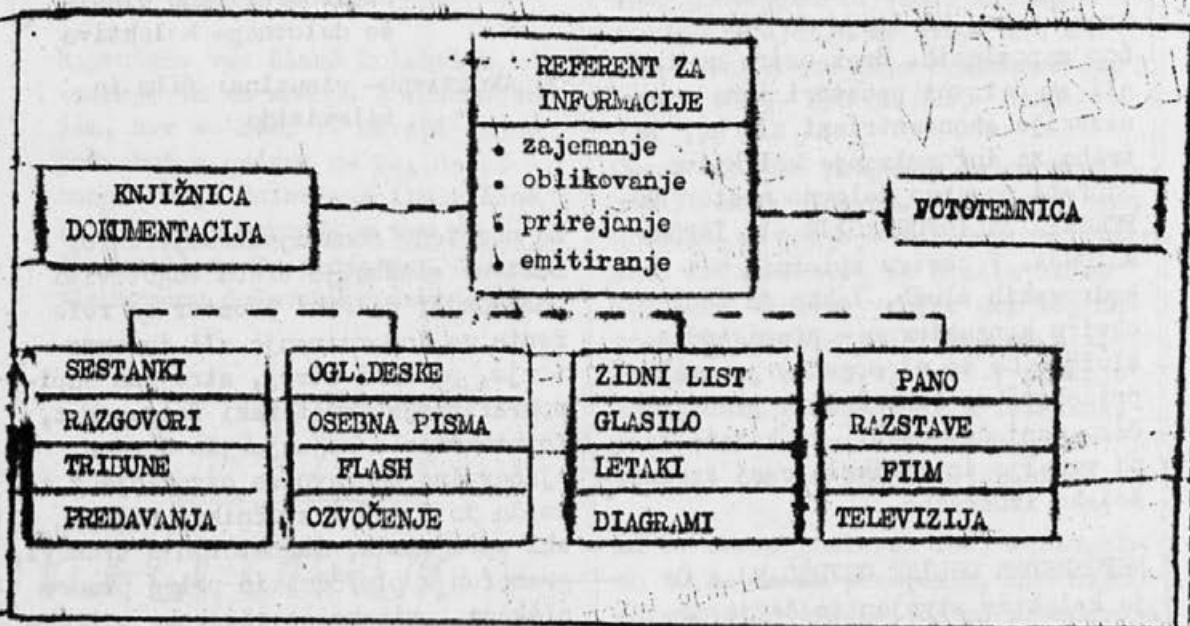 REFERENT ZA
INFORMACIJE
• zajemanje
• oblikovanje
• prirejanje
• emitiranje
KNJIŽNICA
DOKUMENTACIJA
FOTOTEMNICA
SESTANKI
RAZGOVORI
TRIBUNE
PREDAVANJA
OGL.DESKE
OSEBNA PISMA
FLASH
OZVOČENJE
ZIDNI LIST
GLASILO
LETAKI
DIAGRAMI
PANO
RAZSTAVE
FILM
TELEVIZIJA